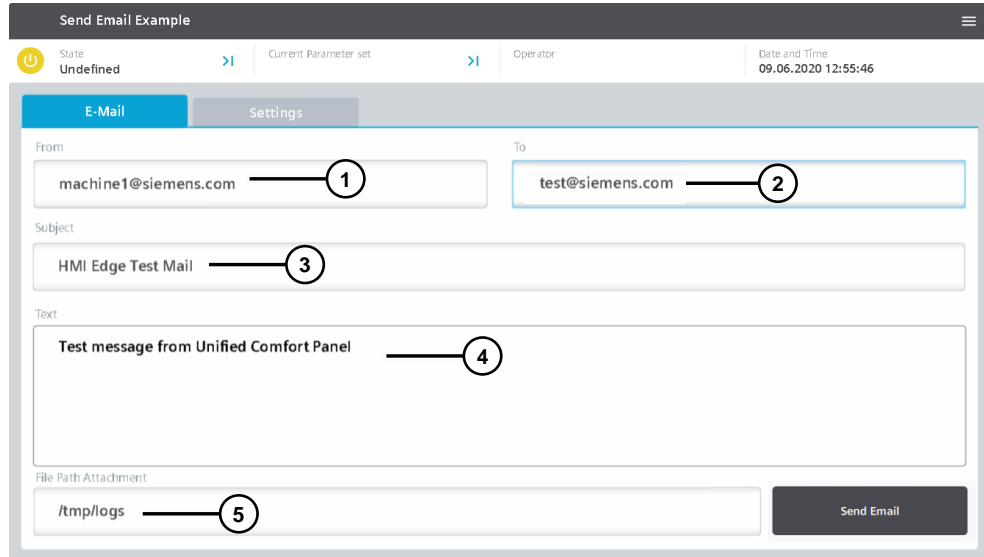 Send Email Example
State
Undefined
Current Parameter set
Operator
Date and Time
09.06.2020 12:55:46
E-Mail
Settings
From
To
machine1@siemens.com
1
test@siemens.com
2
Subject
HMI Edge Test Mail
3
Text
Test message from Unified Comfort Panel
4
File Path Attachment
/tmp/logs
5
Send Email